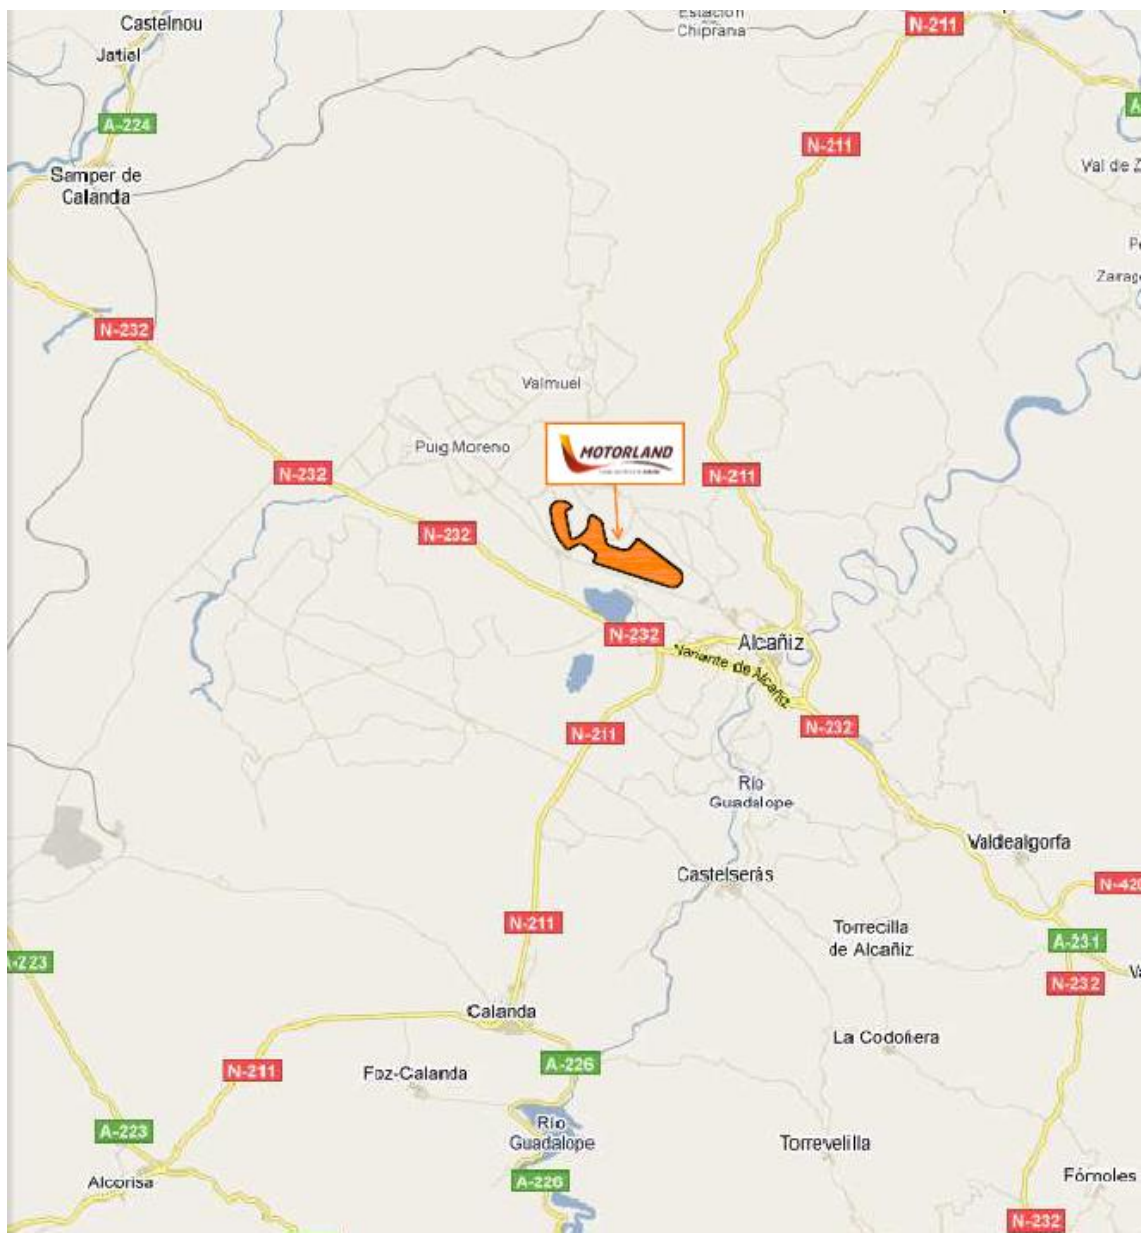 Castelnou
Estación
Chiprana
N-211
Jatiel
A-224
N-211
Samper de
Calanda
Val de Z
Zarag
N-232
Valmuel
Puig Moreno
MOTORLAND
N-232
N-211
N-232
N-232
Alcañiz
Variante de Alcañiz
N-211
N-232
Río
Guadalope
Valdealgorfa
Castelserás
N-420
N-211
Torrecilla
de Alcañiz
A-231
A-223
N-232
Va
Calanda
La Codoñera
A-226
N-211
Foz-Calanda
A-223
Río
Guadalope
Torrevelilla
Alcorisa
A-226
Fórnoles
N-232